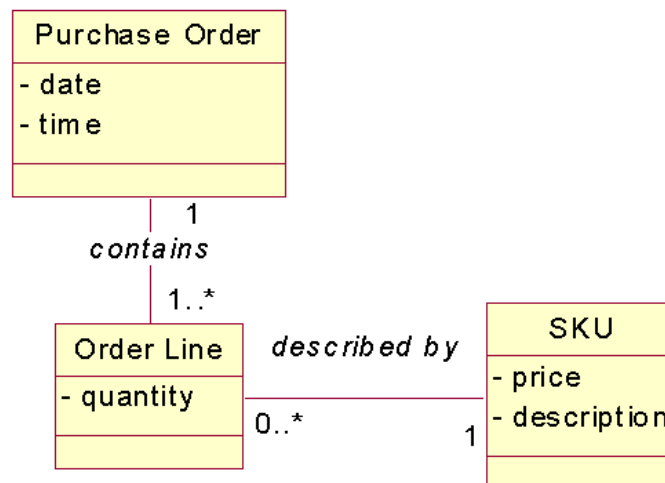 Purchase Order
- date
- time
1
contains
1..*
Order Line
- quantity
described by
0..*
1
SKU
- price
- description